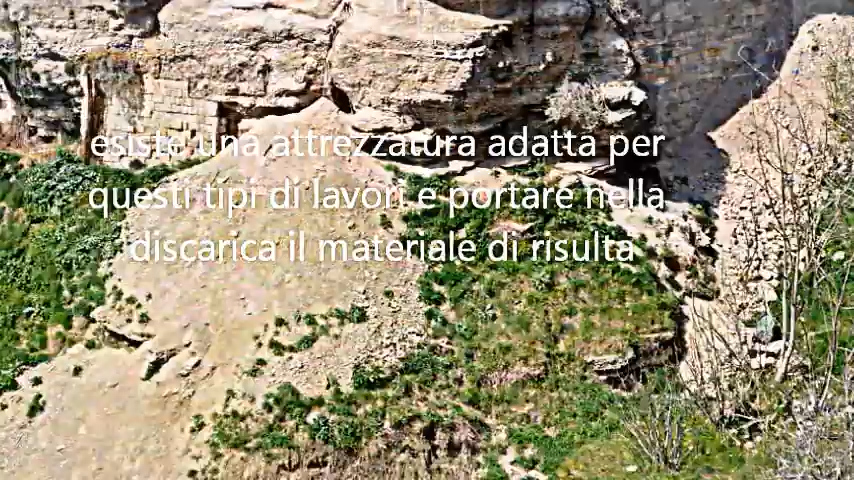 esiste una attrezzatura adatta per
questi tipi di lavori e portare nella
discarica il materiale di risulta